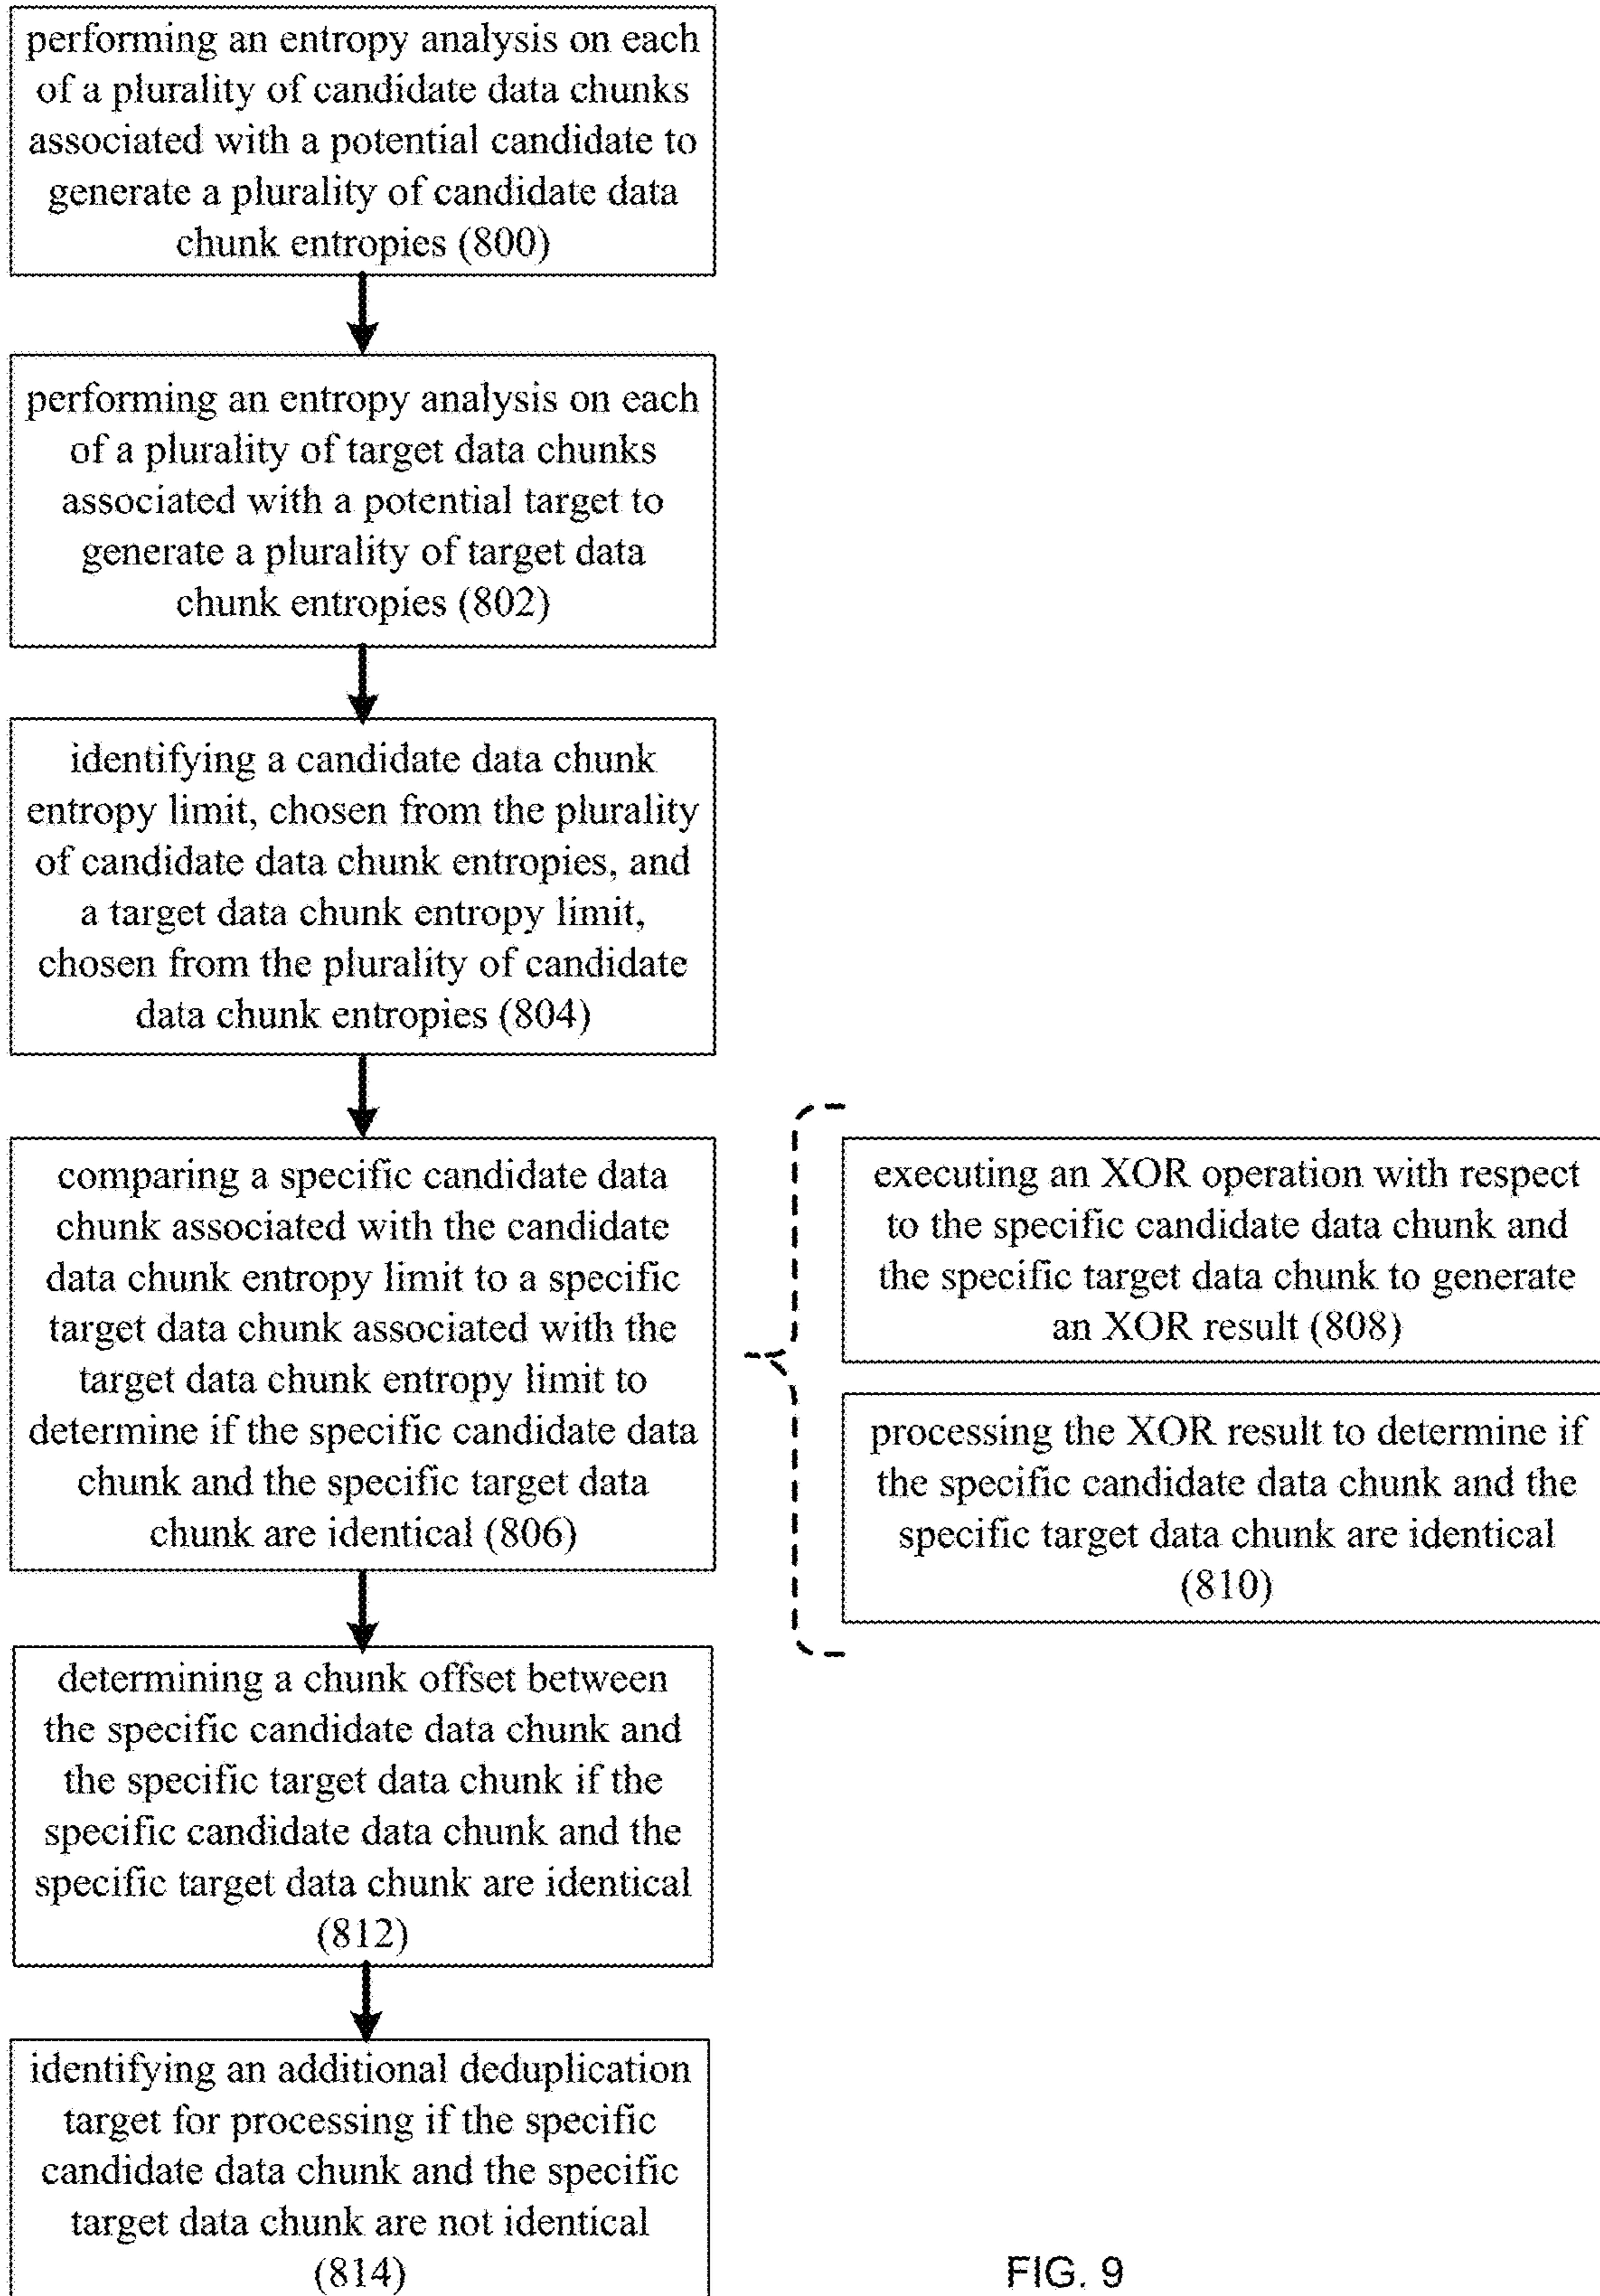 performing an entropy analysis on each
of a plurality of candidate data chunks
associated with a potential candidate to
generate a plurality of candidate data
chunk entropies (800)
performing an entropy analysis on each
of a plurality of target data chunks
associated with a potential target to
generate a plurality of target data
chunk entropies (802)
identifying a candidate data chunk
entropy limit, chosen from the plurality
of candidate data chunk entropies, and
a target data chunk entropy limit,
chosen from the plurality of candidate
data chunk entropies (804)
comparing a specific candidate data
chunk associated with the candidate
data chunk entropy limit to a specific
target data chunk associated with the
target data chunk entropy limit to
determine if the specific candidate data
chunk and the specific target data
chunk are identical (806)
executing an XOR operation with respect
to the specific candidate data chunk and
the specific target data chunk to generate
an XOR result (808)
processing the XOR result to determine if
the specific candidate data chunk and the
specific target data chunk are identical
(810)
determining a chunk offset between
the specific candidate data chunk and
the specific target data chunk if the
specific candidate data chunk and the
specific target data chunk are identical
(812)
identifying an additional deduplication
target for processing if the specific
candidate data chunk and the specific
target data chunk are not identical
(814)
FIG. 9